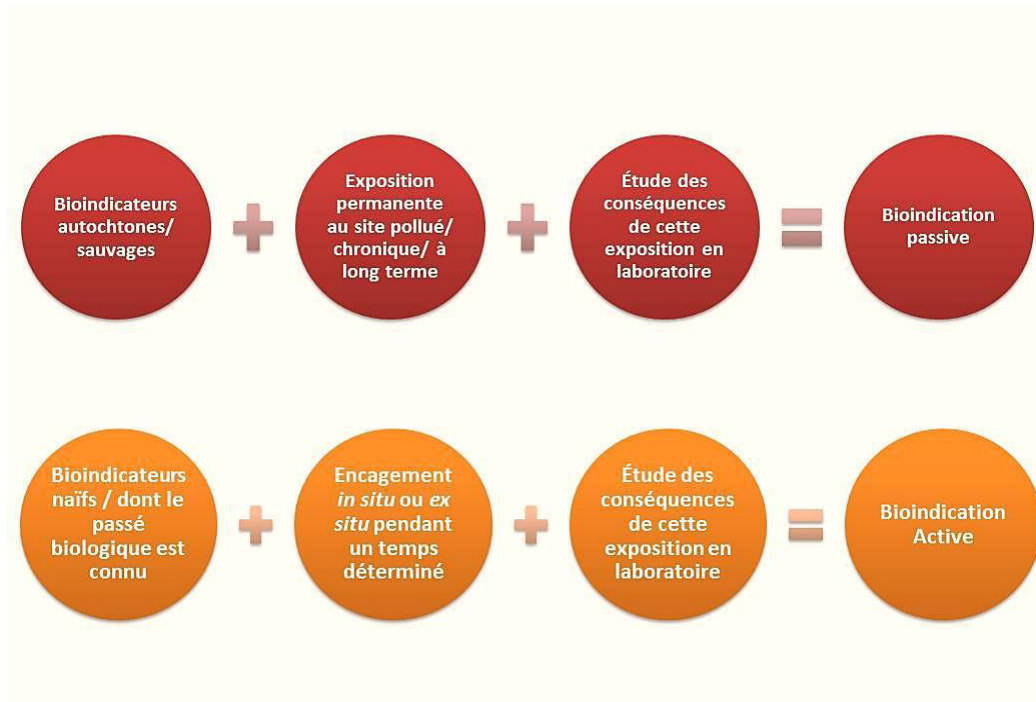 Bioindicateurs
autochtones/
sauvages
+
Exposition
permanente
au site pollué/
chronique/ à
long terme
+
Étude des
conséquences
de cette
exposition en
laboratoire
=
Bioindication
passive
Bioindicateurs
naïfs / dont le
passé
biologique est
connu
+
Encagement
in situ ou ex
situ pendant
un temps
déterminé
+
Étude des
conséquences
de cette
exposition en
laboratoire
=
Bioindication
Active